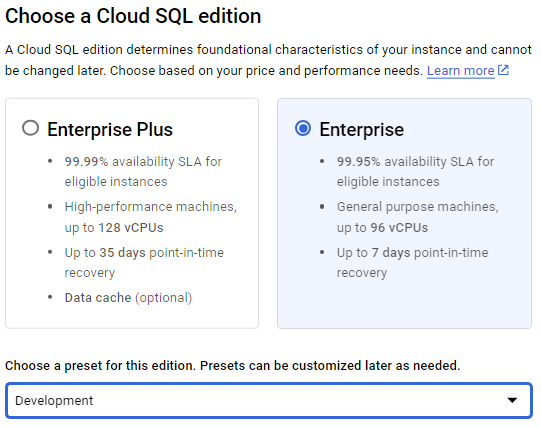 Choose a Cloud SQL edition
A Cloud SQL edition determines foundational characteristics of your instance and cannot
be changed later. Choose based on your price and performance needs. Learn more
Enterprise Plus
• 99.99% availability SLA for
eligible instances
• High-performance machines,
up to 128 vCPUs
• Up to 35 days point-in-time
recovery
• Data cache (optional)
Enterprise
• 99.95% availability SLA for
eligible instances
• General purpose machines,
up to 96 vCPUs
• Up to 7 days point-in-time
recovery
Choose a preset for this edition. Presets can be customized later as needed.
Development